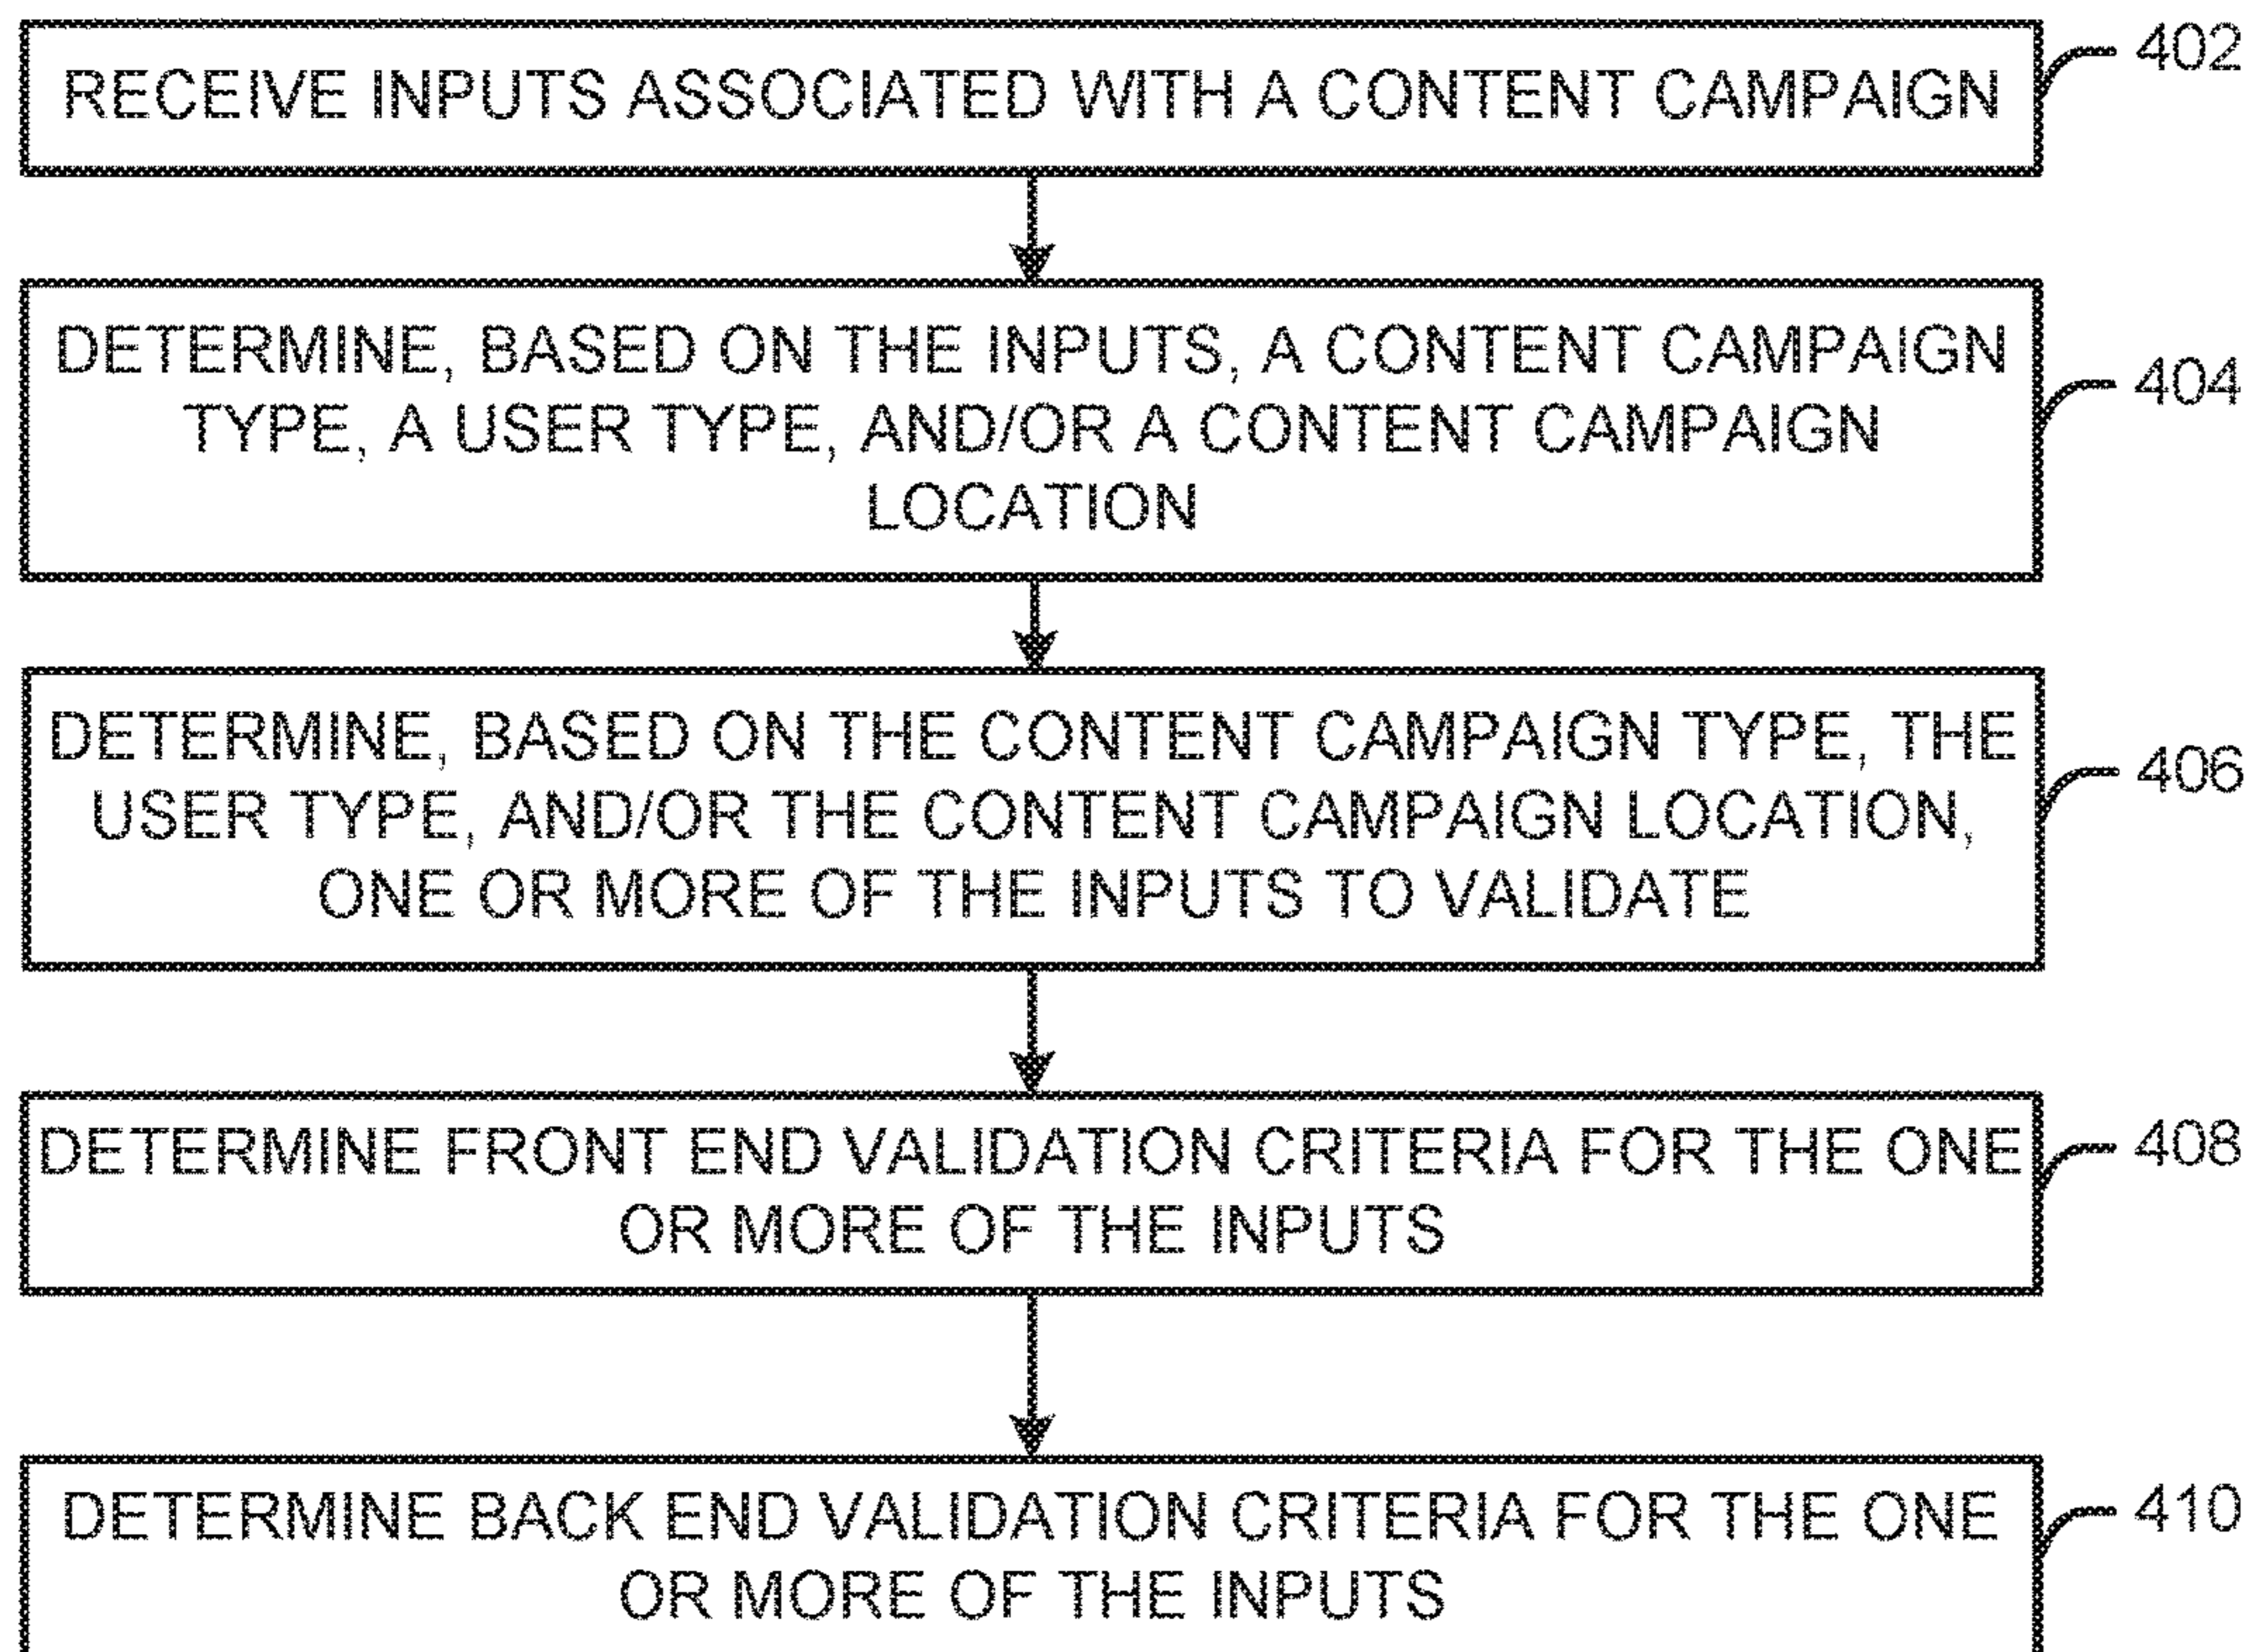 RECEIVE INPUTS ASSOCIATED WITH A CONTENT CAMPAIGN
402
DETERMINE, BASED ON THE INPUTS, A CONTENT CAMPAIGN
TYPE, A USER TYPE, AND/OR A CONTENT CAMPAIGN
LOCATION
404
DETERMINE, BASED ON THE CONTENT CAMPAIGN TYPE, THE
USER TYPE, AND/OR THE CONTENT CAMPAIGN LOCATION,
ONE OR MORE OF THE INPUTS TO VALIDATE
406
DETERMINE FRONT END VALIDATION CRITERIA FOR THE ONE
OR MORE OF THE INPUTS
408
DETERMINE BACK END VALIDATION CRITERIA FOR THE ONE
OR MORE OF THE INPUTS
410